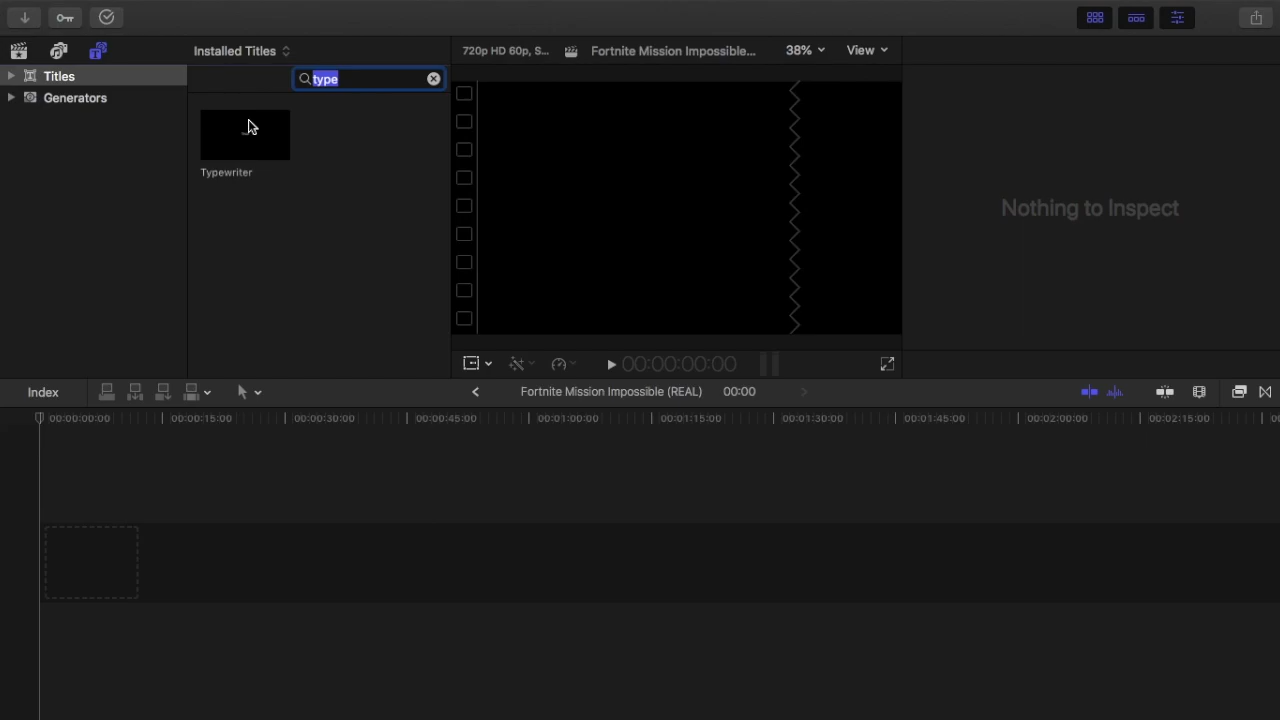 Installed Titles
720p HD 60p, S...
Fortnite Mission Impossible...
38%
View
Titles
type
Generators
Typewriter
Nothing to Inspect
00:00:00:00
Index
Fortnite Mission Impossible (REAL)
00:00
00:00:00:00
00:00:15:00
00:00:30:00
00:00:45:00
00:01:00:00
00:01:15:00
00:01:30:00
00:01:45:00
00:02:00:00
00:02:15:00